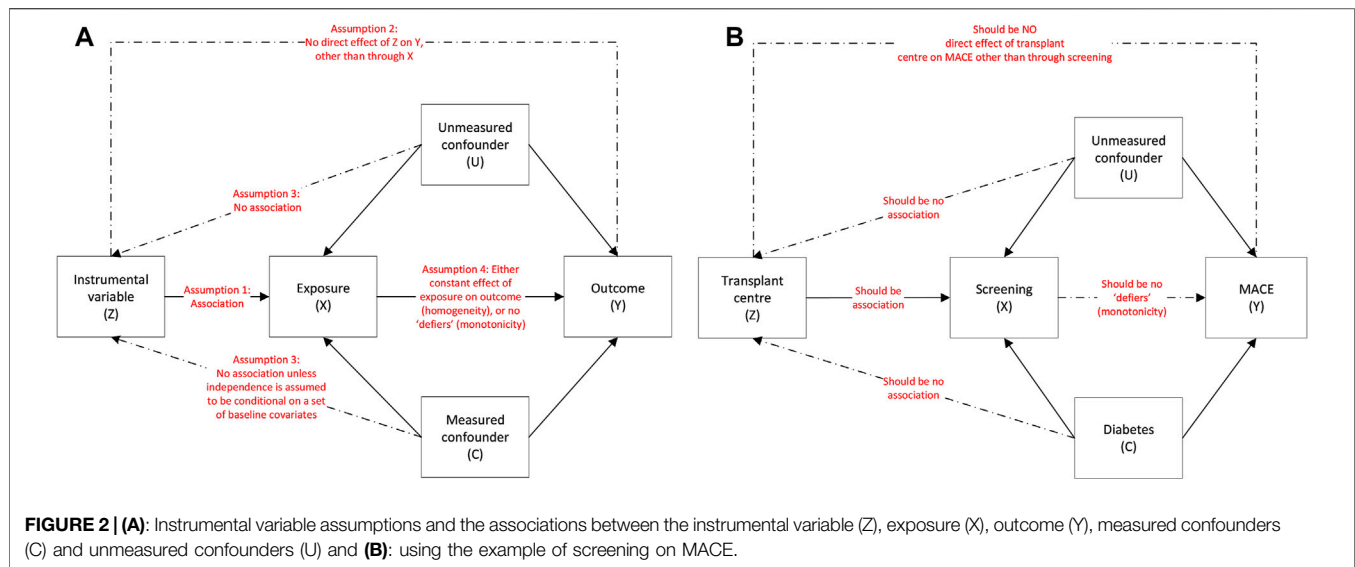 A
Assumption 2:
No direct effect of Z on Y,
other than through X
Unmeasured
confounder
(U)
Assumption 3:
No association
Instrumental
variable
(Z)
Assumption 1:
Association
Exposure
(X)
Assumption 4: Either
constant effect of
exposure on outcome
(homogeneity), or no
'defiers' (monotonicity)
Outcome
(Y)
Assumption 3:
No association unless
independence is assumed
to be conditional on a set
of baseline covariates
Measured
confounder
(C)
B
Should be NO
direct effect of transplant
centre on MACE other than through screening
Unmeasured
confounder
(U)
Should be no
association
Transplant
centre
(Z)
Should be
association
Screening
(X)
Should be no
'defiers'
(monotonicity)
MACE
(Y)
Should be no
association
Diabetes
(C)
FIGURE 2 | (A): Instrumental variable assumptions and the associations between the instrumental variable (Z), exposure (X), outcome (Y), measured confounders
(C) and unmeasured confounders (U) and (B): using the example of screening on MACE.